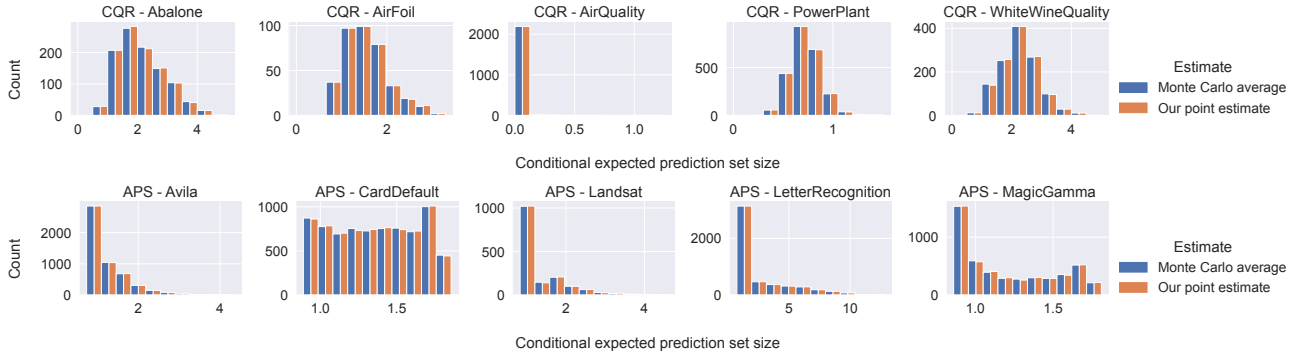 CQR - Abalone
CQR - AirFoil
CQR - AirQuality
CQR - PowerPlant
CQR - WhiteWineQuality
Count
200
100
0
0
2
4
100
50
0
0
2
2000
1000
0
0.0
0.5
1.0
500
0
0
1
400
200
0
0
2
4
Estimate
Monte Carlo average
Our point estimate
Conditional expected prediction set size
APS - Avila
APS - CardDefault
APS - Landsat
APS - LetterRecognition
APS - MagicGamma
Count
2000
1000
0
2
4
1000
500
0
1.0
1.5
1000
500
0
2
4
2000
0
5
10
1000
0
1.0
1.5
Estimate
Monte Carlo average
Our point estimate
Conditional expected prediction set size